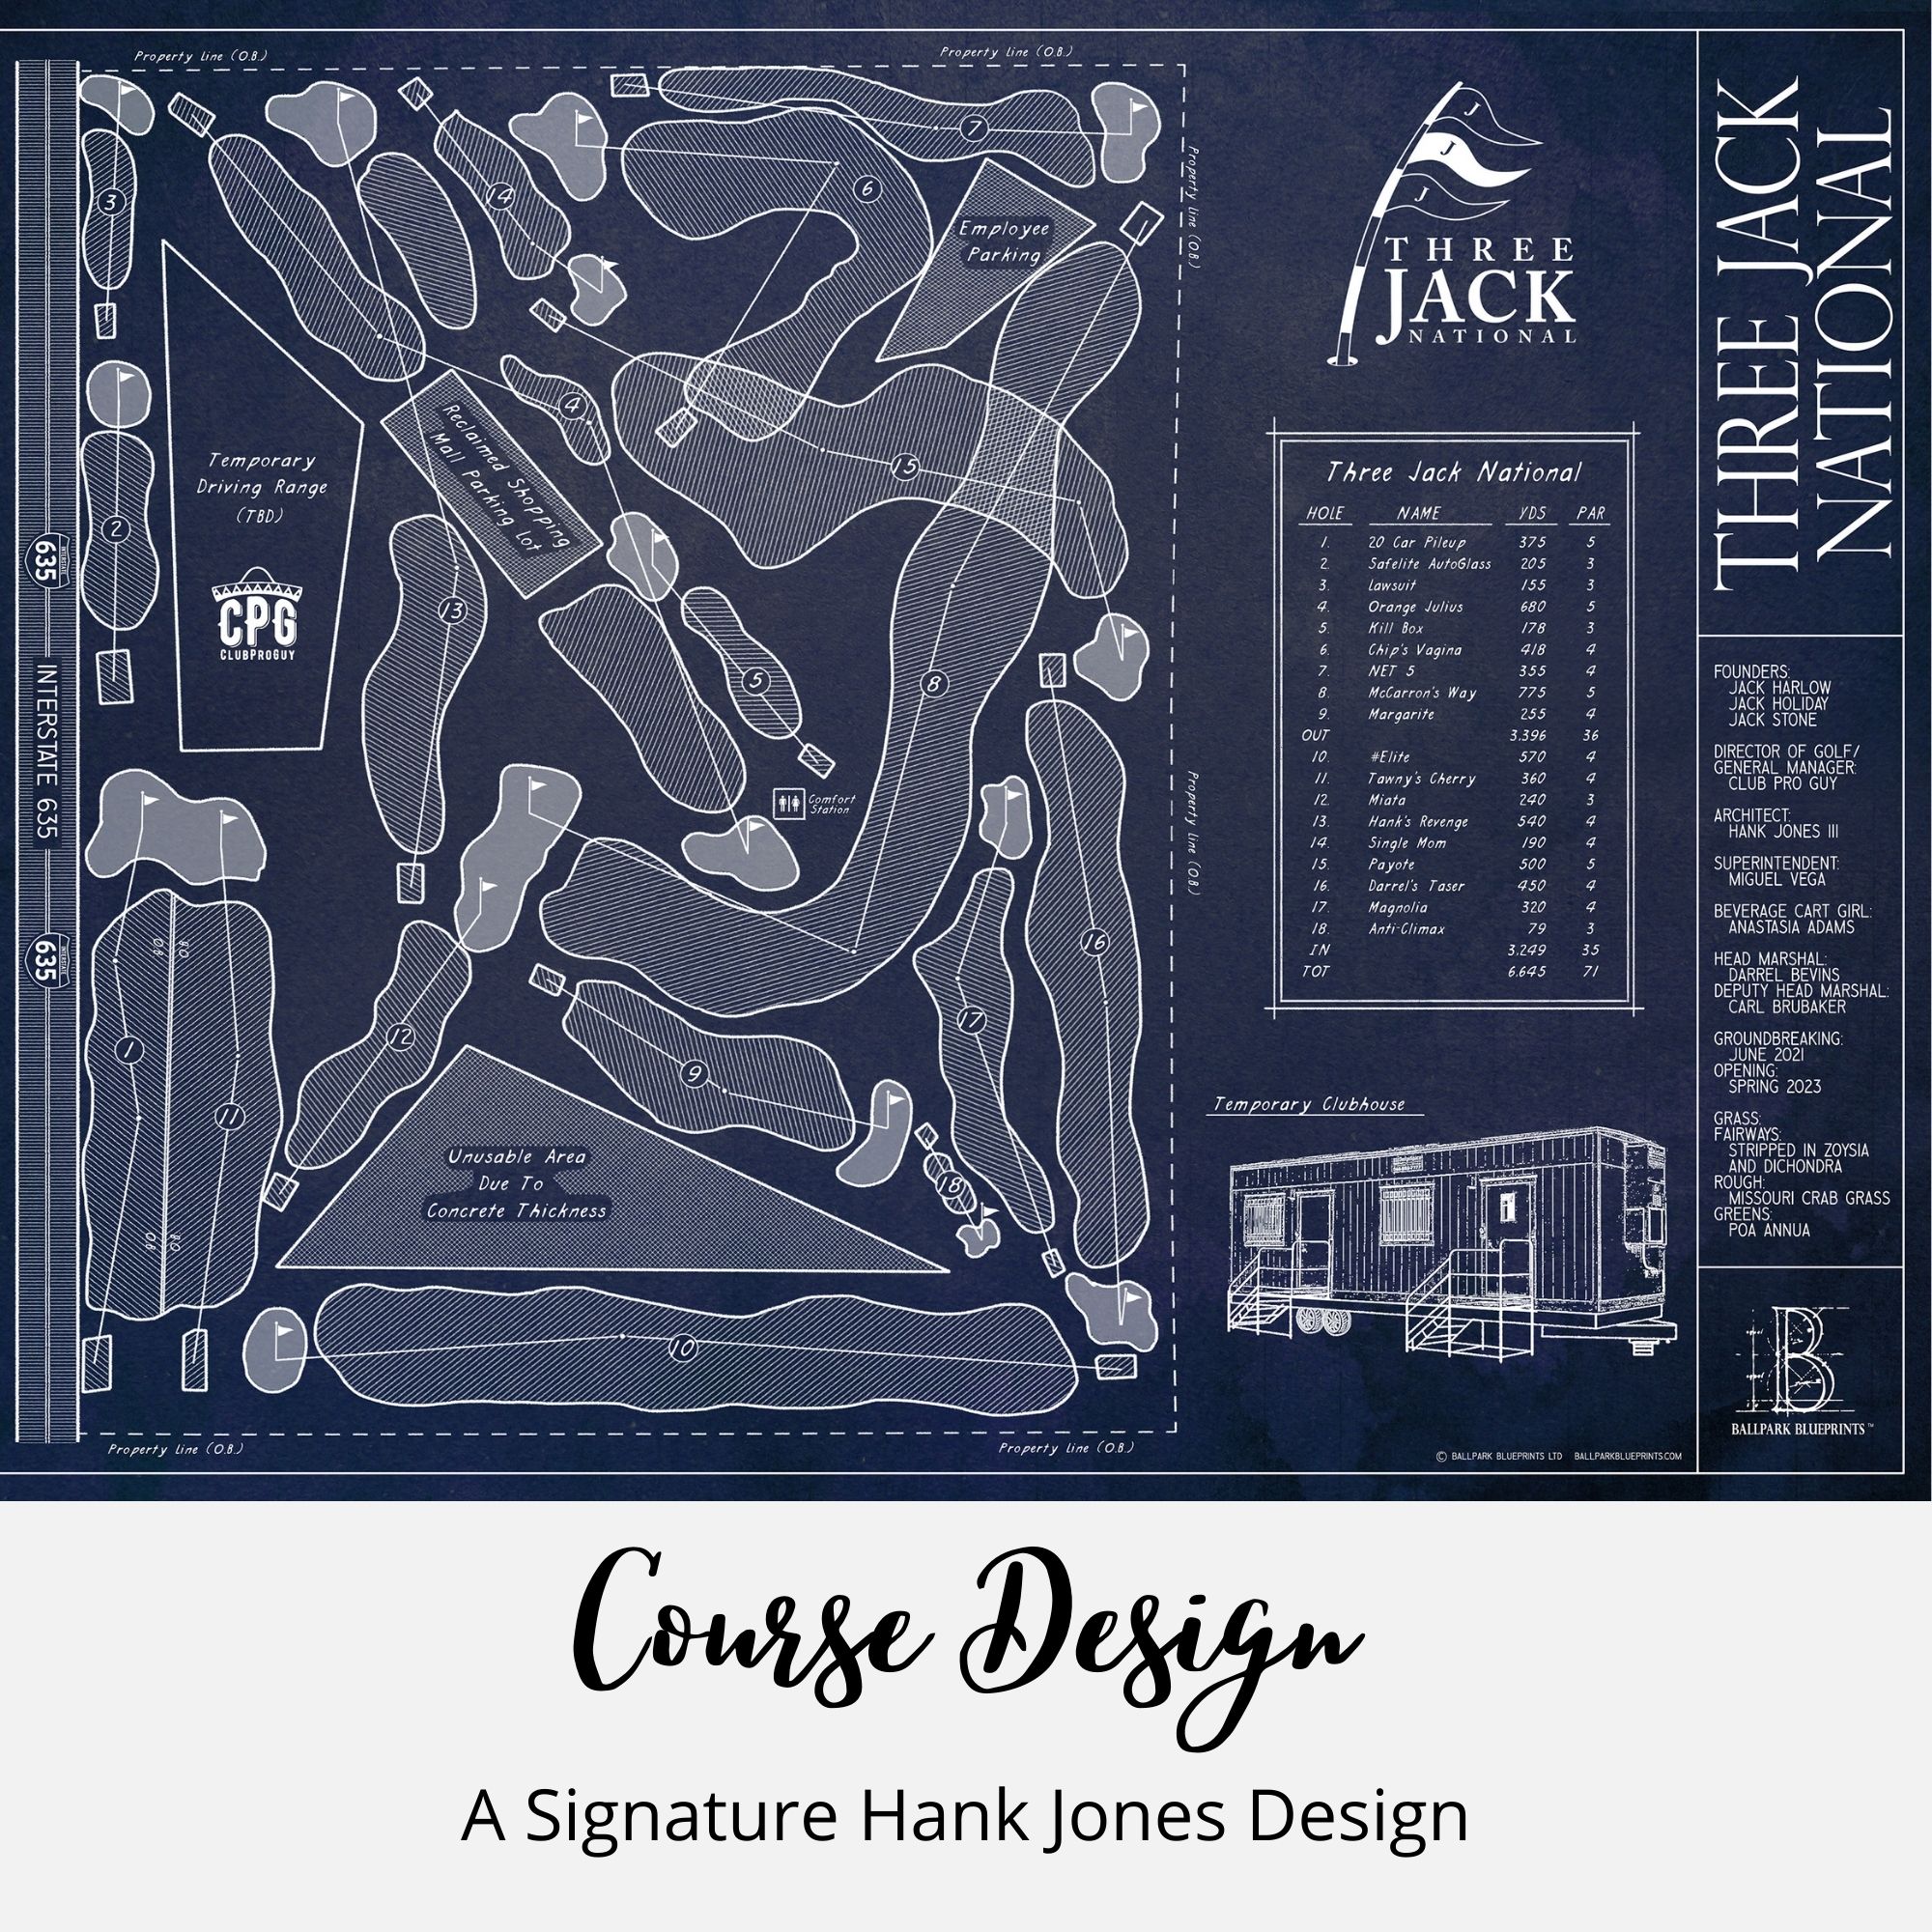 Property Line (O.B.)
Property Line (O.B.)
3
14
7
6
Employee
Parking
Property Line (O.B.)
4
Reclaimed Shopping
Mall Parking Lot
15
Temporary
Driving Range
(TBD)
CPG
CLUBPROGUY
2
13
5
8
INTERSTATE
635
INTERSTATE 635
INTERSTATE
635
Comfort
Station
Property Line (O.B.)
16
17
12
9
1
11
OB
OB
OB
OB
18
Unusable Area
Due To
Concrete Thickness
10
Property Line (O.B.)
Property Line (O.B.)
J
J
J
THREE
JACK
NATIONAL
Three Jack National
HOLE NAME YDS PAR
1. 20 Car Pileup 375 5
2. Safelite AutoGlass 205 3
3. Lawsuit 155 3
4. Orange Julius 680 5
5. Kill Box 178 3
6. Chip's Vagina 418 4
7. NET 5 355 4
8. McCarron's Way 775 5
9. Margarite 255 4
OUT 3.396 36
10. #Elite 570 4
11. Tawny's Cherry 360 4
12. Miata 240 3
13. Hank's Revenge 540 4
14. Single Mom 190 4
15. Payote 500 5
16. Darrel's Taser 450 4
17. Magnolia 320 4
18. Anti-Climax 79 3
IN 3.249 35
TOT 6.645 71
Temporary Clubhouse
© BALLPARK BLUEPRINTS LTD BALLPARKBLUEPRINTS.COM
THREE JACK
NATIONAL
FOUNDERS:
JACK HARLOW
JACK HOLIDAY
JACK STONE
DIRECTOR OF GOLF/
GENERAL MANAGER:
CLUB PRO GUY
ARCHITECT:
HANK JONES III
SUPERINTENDENT:
MIGUEL VEGA
BEVERAGE CART GIRL:
ANASTASIA ADAMS
HEAD MARSHAL:
DARREL BEVINS
DEPUTY HEAD MARSHAL:
CARL BRUBAKER
GROUNDBREAKING:
JUNE 2021
OPENING:
SPRING 2023
GRASS:
FAIRWAYS:
STRIPPED IN ZOYSIA
AND DICHONDRA
ROUGH:
MISSOURI CRAB GRASS
GREENS:
POA ANNUA
B
BALLPARK BLUEPRINTS™
Course Design
A Signature Hank Jones Design